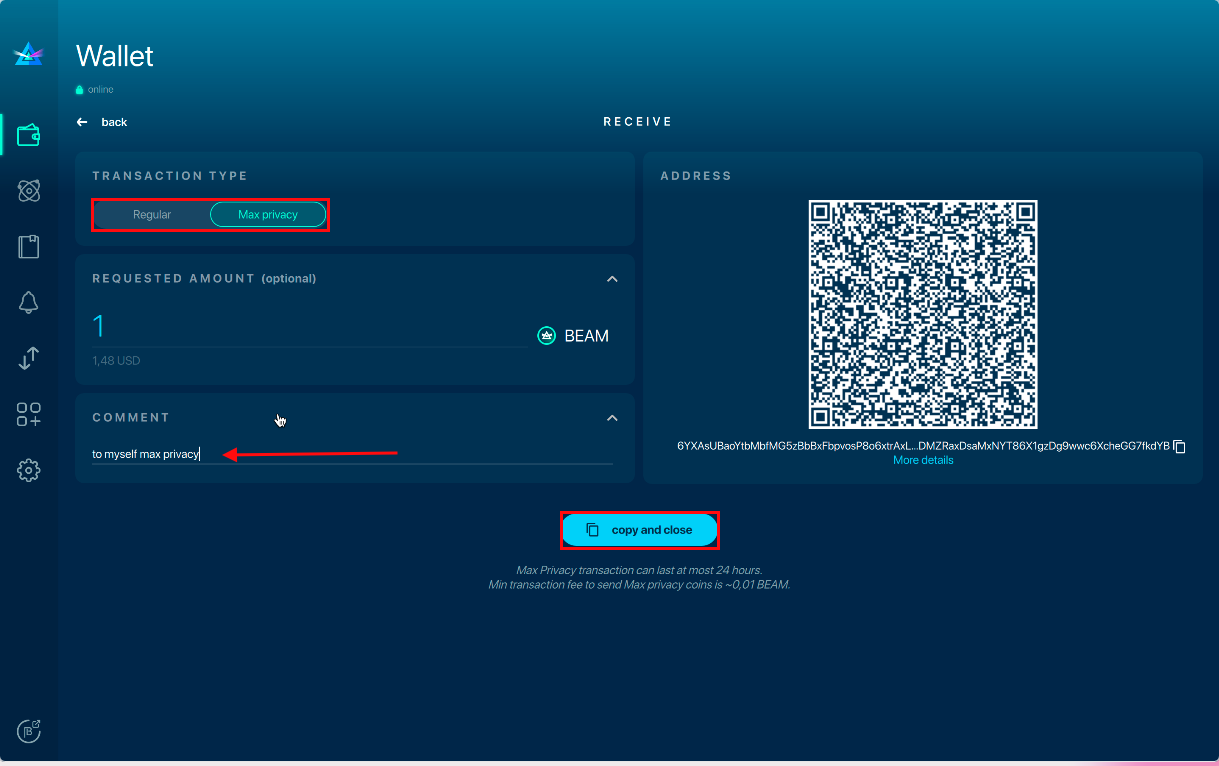 Wallet
online
back
RECEIVE
TRANSACTION TYPE
Regular
Max privacy
REQUESTED AMOUNT (optional)
1
BEAM
1,48 USD
COMMENT
to myself max privacy
ADDRESS
6YXAsUBaoYtbMbfMG5zBbBxFbpvosP8o6xtrAxL...DMZRaxDsaMxNYT86X1gzDg9wwc6XcheGG7fkdYB
More details
copy and close
Max Privacy transaction can last at most 24 hours.
Min transaction fee to send Max privacy coins is ~0,01 BEAM.